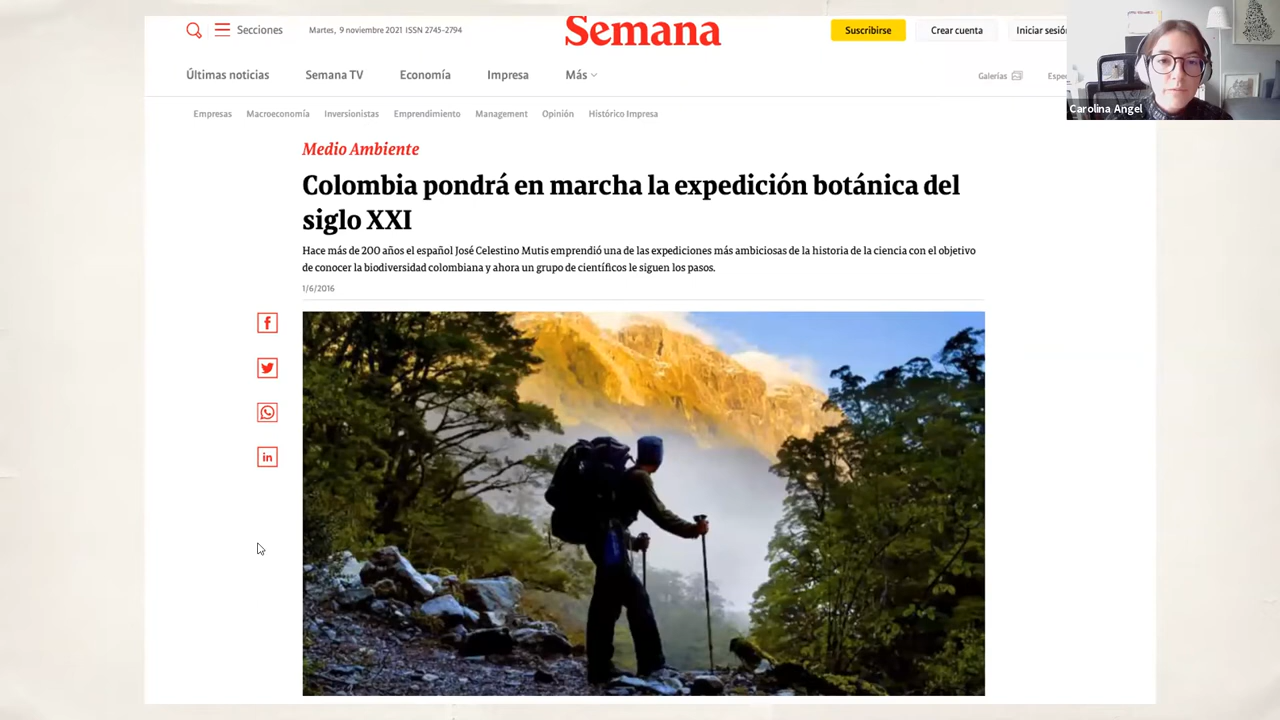 Secciones
Martes, 9 noviembre 2021 ISSN 2745-2794
Semana
Suscribirse
Crear cuenta
Iniciar sesió
Últimas noticias
Semana TV
Economía
Impresa
Más
Galerías
Espe
Carolina Angel
Empresas
Macroeconomía
Inversionistas
Emprendimiento
Management
Opinión
Histórico Impresa
Medio Ambiente
Colombia pondrá en marcha la expedición botánica del
siglo XXI
Hace más de 200 años el español José Celestino Mutis emprendió una de las expediciones más ambiciosas de la historia de la ciencia con el objetivo
de conocer la biodiversidad colombiana y ahora un grupo de científicos le siguen los pasos.
1/6/2016